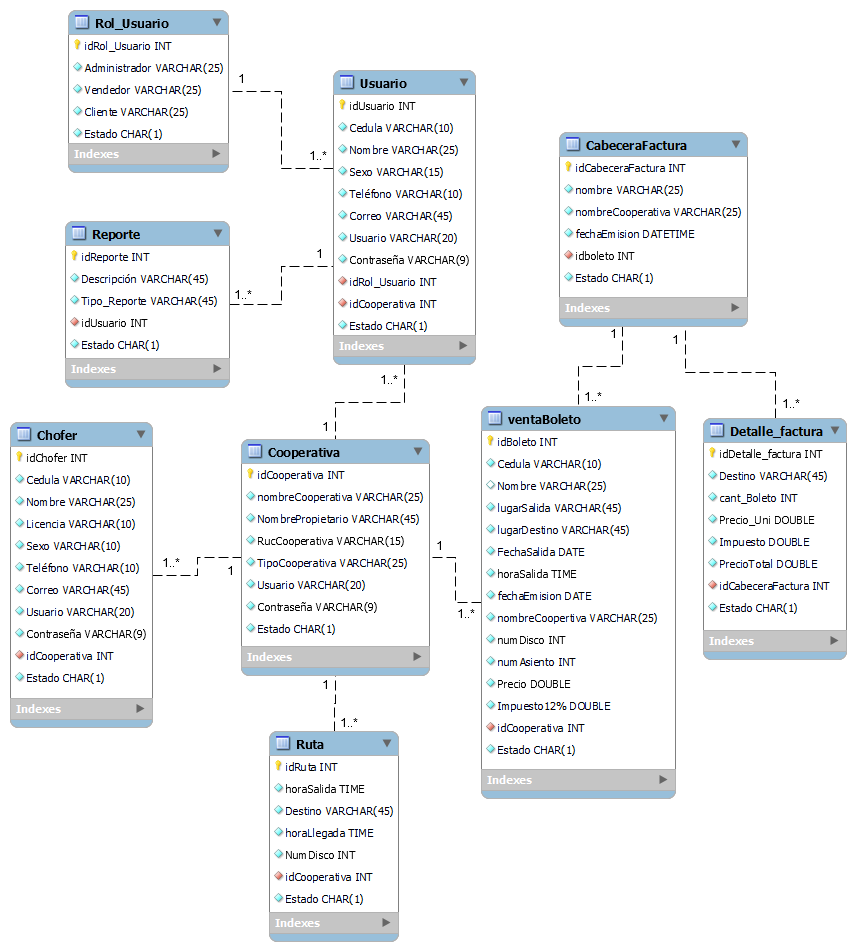 Rol_Usuario
idRol_Usuario INT
Administrador VARCHAR(25)
Vendedor VARCHAR(25)
Cliente VARCHAR(25)
Estado CHAR(1)
Indexes
1
1..*
Usuario
idUsuario INT
Cedula VARCHAR(10)
Nombre VARCHAR(25)
Sexo VARCHAR(15)
Teléfono VARCHAR(10)
Correo VARCHAR(45)
Usuario VARCHAR(20)
Contraseña VARCHAR(9)
idRol_Usuario INT
idCooperativa INT
Estado CHAR(1)
Indexes
CabeceraFactura
idCabeceraFactura INT
nombre VARCHAR(25)
nombreCooperativa VARCHAR(25)
fechaEmision DATETIME
idboleto INT
Estado CHAR(1)
Indexes
Reporte
idReporte INT
Descripción VARCHAR(45)
Tipo_Reporte VARCHAR(45)
idUsuario INT
Estado CHAR(1)
Indexes
1
1..*
1..*
1
1
1..*
1
1..*
Chofer
idChofer INT
Cedula VARCHAR(10)
Nombre VARCHAR(25)
Licencia VARCHAR(10)
Sexo VARCHAR(10)
Teléfono VARCHAR(10)
Correo VARCHAR(45)
Usuario VARCHAR(20)
Contraseña VARCHAR(9)
idCooperativa INT
Estado CHAR(1)
Indexes
1..*
1
Cooperativa
idCooperativa INT
nombreCooperativa VARCHAR(25)
NombrePropietario VARCHAR(45)
RucCooperativa VARCHAR(15)
TipoCooperativa VARCHAR(25)
Usuario VARCHAR(20)
Contraseña VARCHAR(9)
Estado CHAR(1)
Indexes
1
1..*
ventaBoleto
idBoleto INT
Cedula VARCHAR(10)
Nombre VARCHAR(25)
lugarSalida VARCHAR(45)
lugarDestino VARCHAR(45)
FechaSalida DATE
horaSalida TIME
fechaEmision DATE
nombreCoopertiva VARCHAR(25)
numDisco INT
numAsiento INT
Precio DOUBLE
Impuesto12% DOUBLE
idCooperativa INT
Estado CHAR(1)
Indexes
Detalle_factura
idDetalle_factura INT
Destino VARCHAR(45)
cant_Boleto INT
Precio_Uni DOUBLE
Impuesto DOUBLE
PrecioTotal DOUBLE
idCabeceraFactura INT
Estado CHAR(1)
Indexes
1
1..*
Ruta
idRuta INT
horaSalida TIME
Destino VARCHAR(45)
horaLlegada TIME
NumDisco INT
idCooperativa INT
Estado CHAR(1)
Indexes